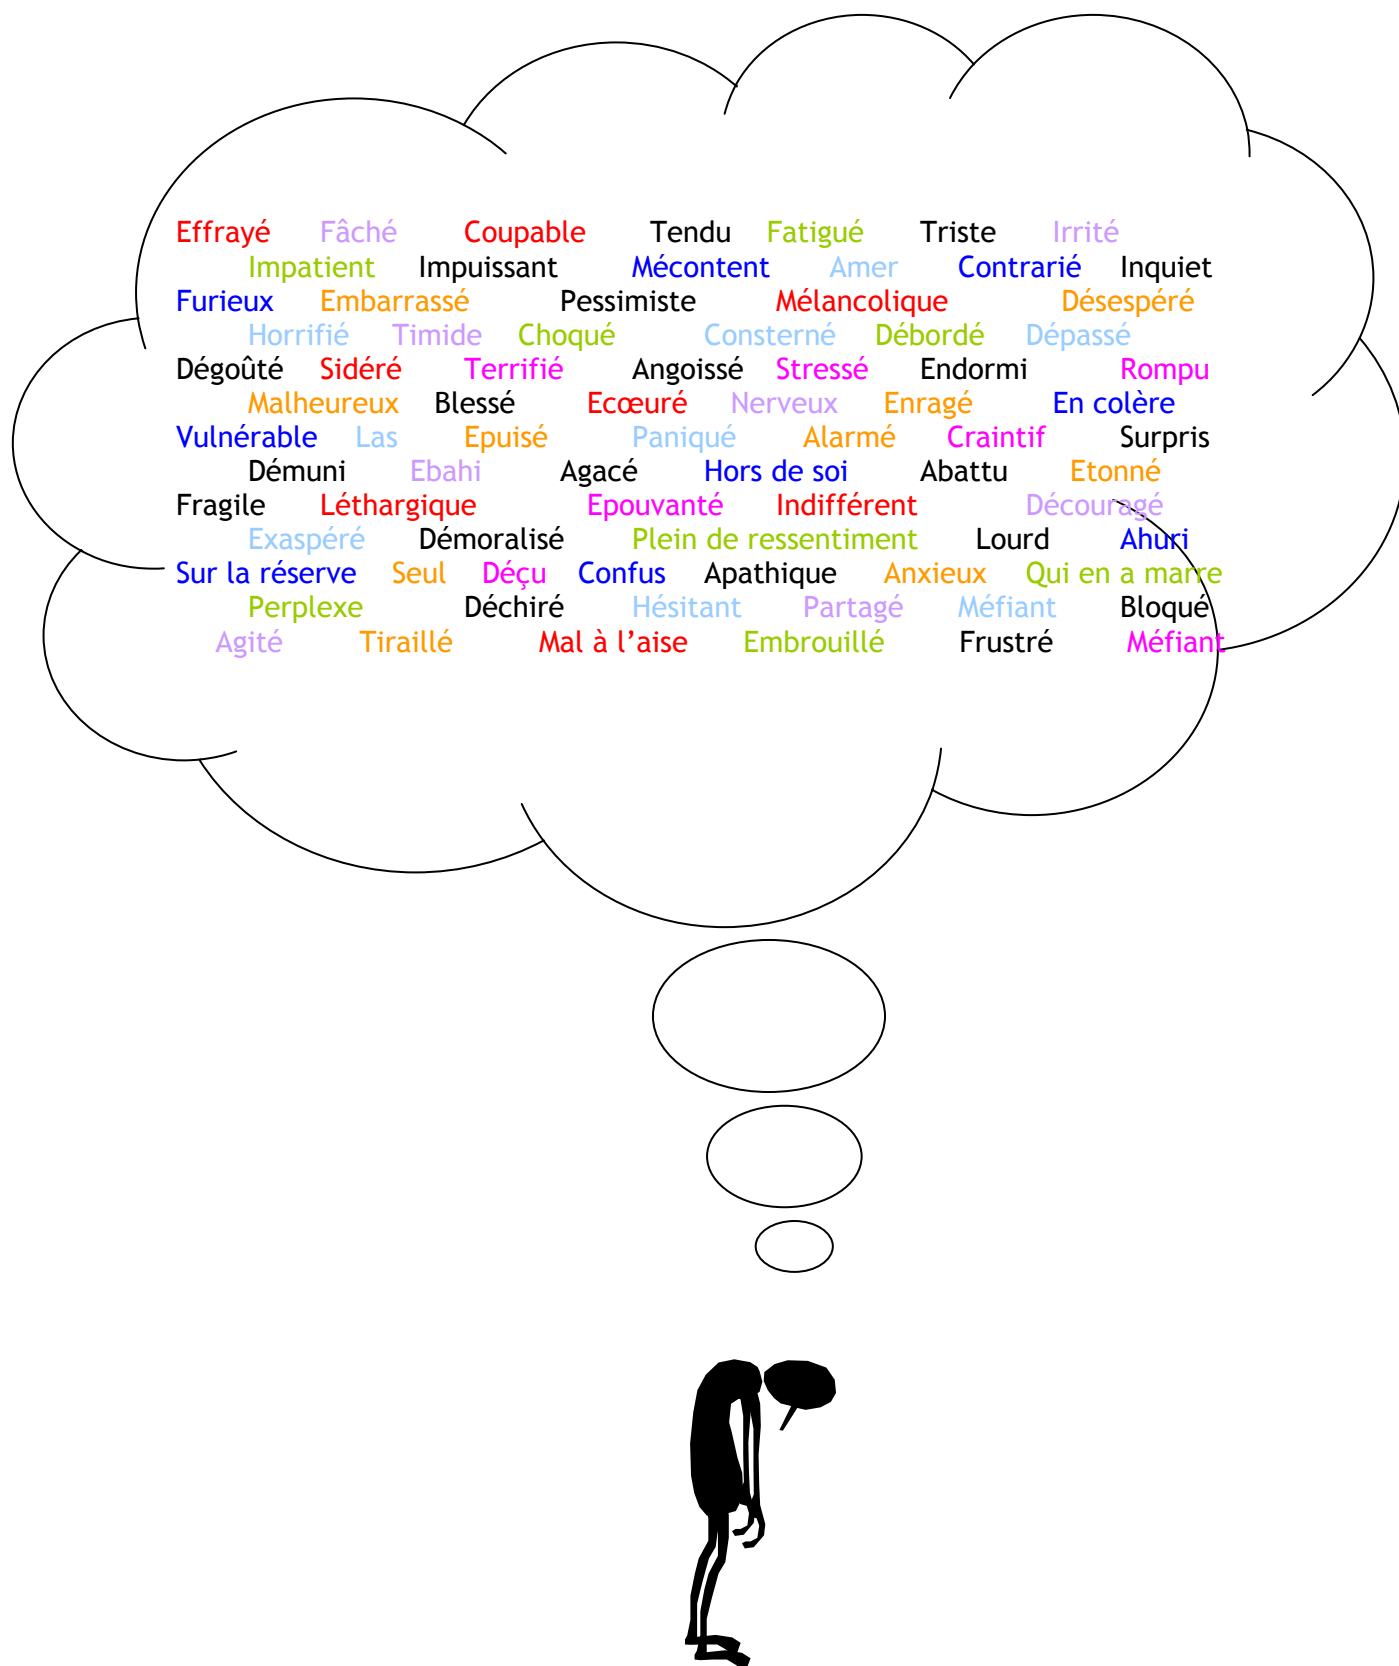 Effrayé Fâché Coupable Tendu Fatigué Triste Irrité
Impatient Impuissant Mécontent Amer Contrarié Inquiet
Furieux Embarrassé Pessimiste Mélancolique Désespéré
Horrifié Timide Choqué Consterné Débordé Dépassé
Dégoûté Sidéré Terrifié Angoissé Stressé Endormi Rompu
Malheureux Blessé Ecœuré Nerveux Enragé En colère
Vulnérable Las Epuisé Paniqué Alarmé Craintif Surpris
Démuni Ebahi Agacé Hors de soi Abattu Etonné
Fragile Léthargique Epouvanté Indifférent Découragé
Exaspéré Démoralisé Plein de ressentiment Lourd Ahuri
Sur la réserve Seul Déçu Confus Apathique Anxieux Qui en a marre
Perplexe Déchiré Hésitant Partagé Méfiant Bloqué
Agité Tiraillé Mal à l’aise Embrouillé Frustré Méfiant